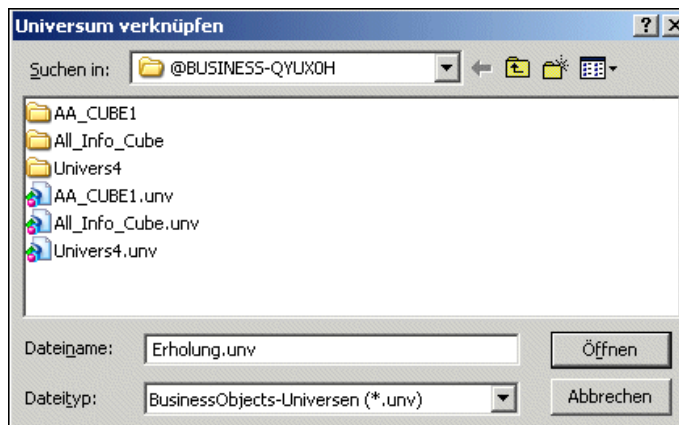 Universum verknüpfen
Suchen in: @BUSINESS-QYUX0H
AA_CUBE1
All_Info_Cube
Univers4
AA_CUBE1.unv
All_Info_Cube.unv
Univers4.unv
Dateiname: Erholung.unv Öffnen
Dateityp: BusinessObjects-Universen (*.unv) Abbrechen